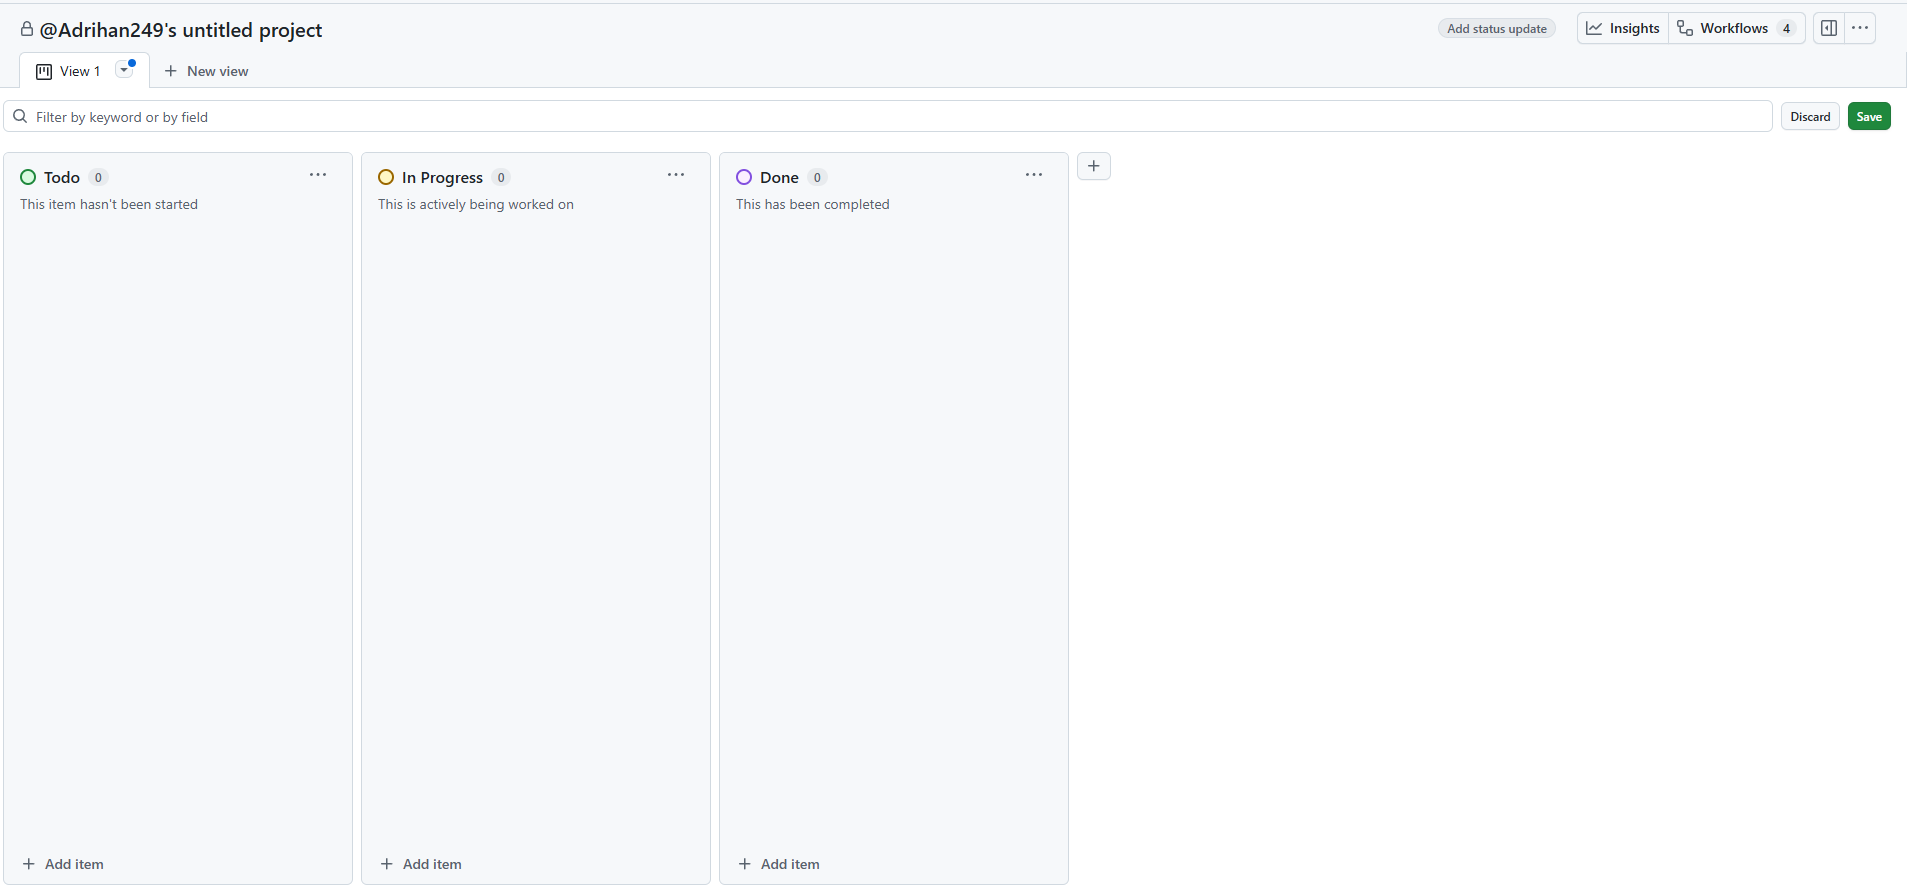 @Adrihan249's untitled project
Add status update
Insights
Workflows 4
View 1
New view
Filter by keyword or by field
Discard
Save
Todo 0
This item hasn't been started
In Progress 0
This is actively being worked on
Done 0
This has been completed
Add item
Add item
Add item